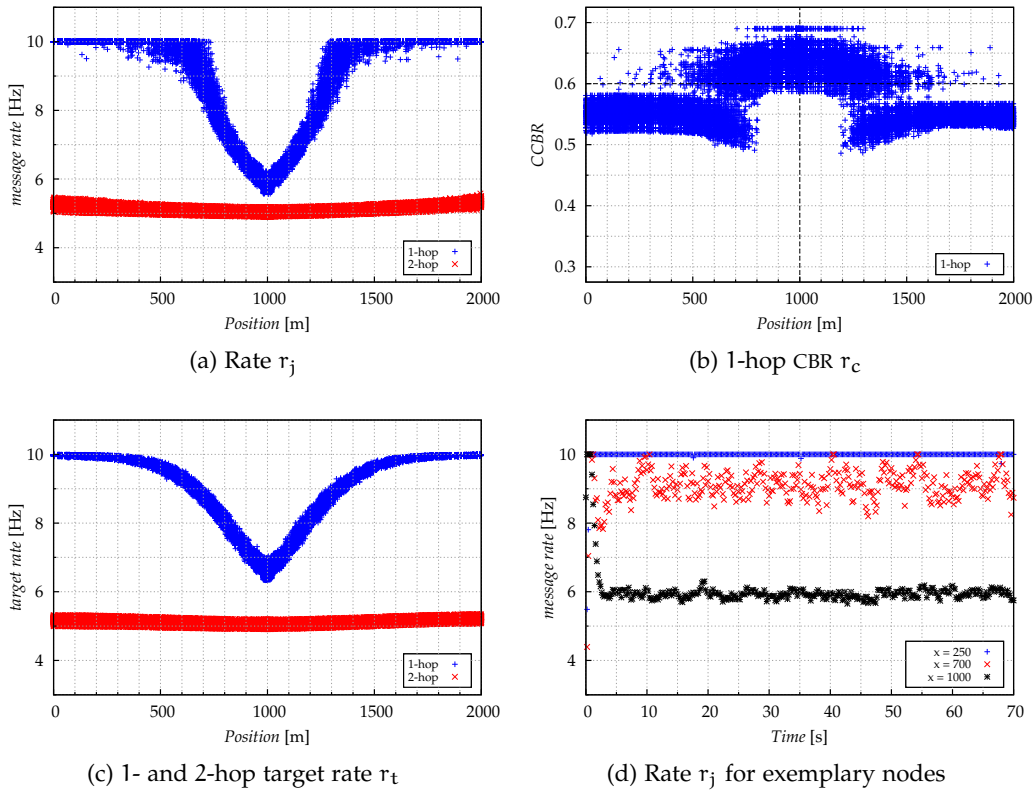 10
8
6
4
message rate [Hz]
1-hop
2-hop
0 500 1000 1500 2000
Position [m]
(a) Rate rj
0.7
0.6
0.5
0.4
0.3
CCBR
1-hop
0 500 1000 1500 2000
Position [m]
(b) 1-hop CBR rc
10
8
6
4
target rate [Hz]
1-hop
2-hop
0 500 1000 1500 2000
Position [m]
(c) 1- and 2-hop target rate rt
10
8
6
4
message rate [Hz]
x = 250
x = 700
x = 1000
0 10 20 30 40 50 60 70
Time [s]
(d) Rate rj for exemplary nodes